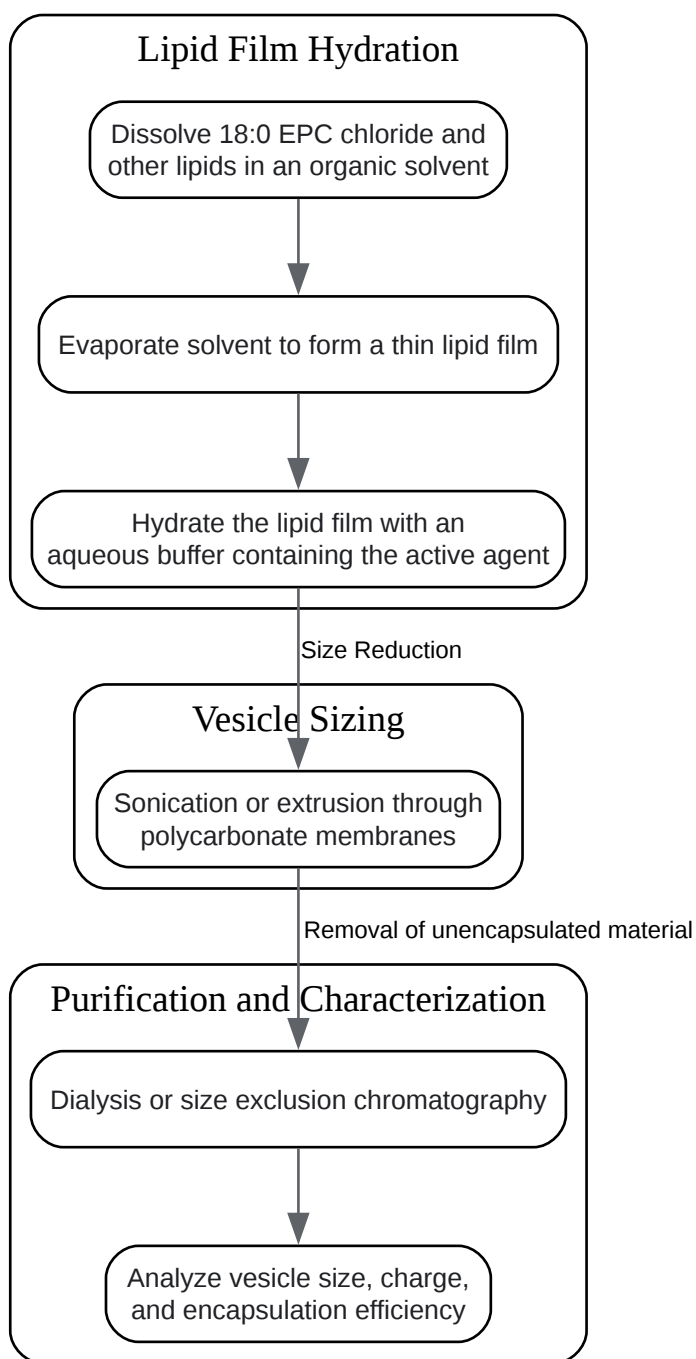 Lipid Film Hydration
Dissolve 18:0 EPC chloride and
other lipids in an organic solvent
Evaporate solvent to form a thin lipid film
Hydrate the lipid film with an
aqueous buffer containing the active agent
Size Reduction
Vesicle Sizing
Sonication or extrusion through
polycarbonate membranes
Removal of unencapsulated material
Purification and Characterization
Dialysis or size exclusion chromatography
Analyze vesicle size, charge,
and encapsulation efficiency